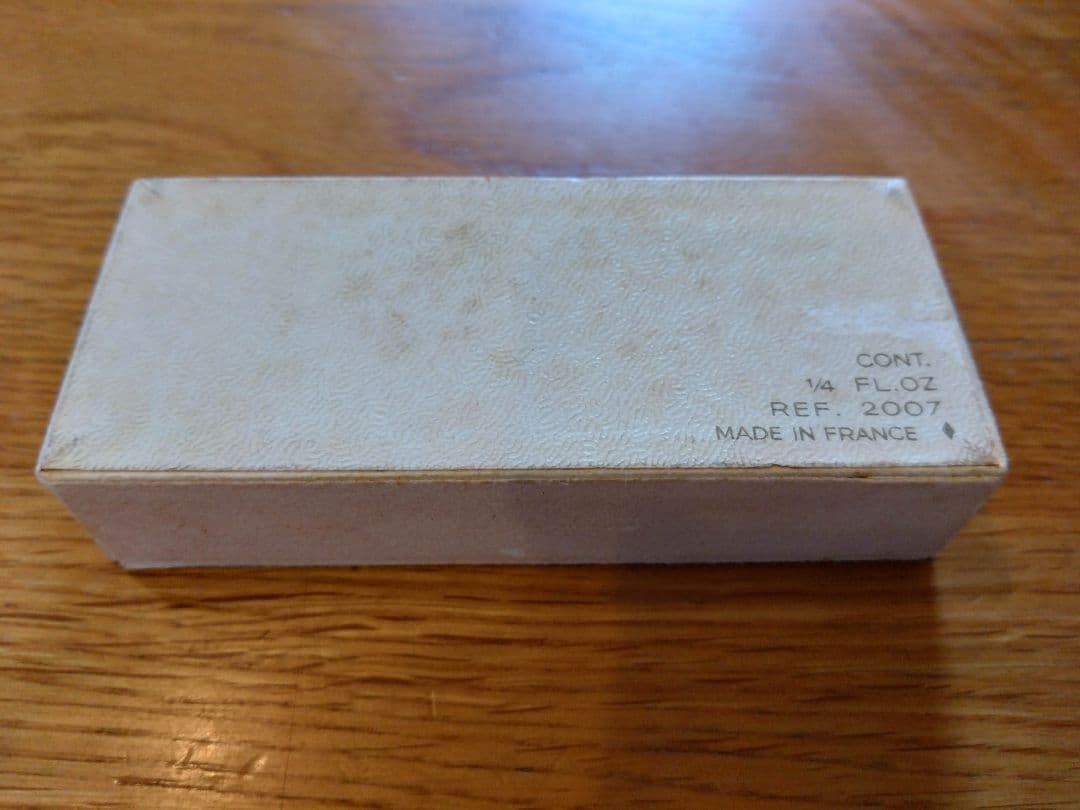 CONT.
1/4 FL.OZ
REF. 2007
MADE IN FRANCE ♦